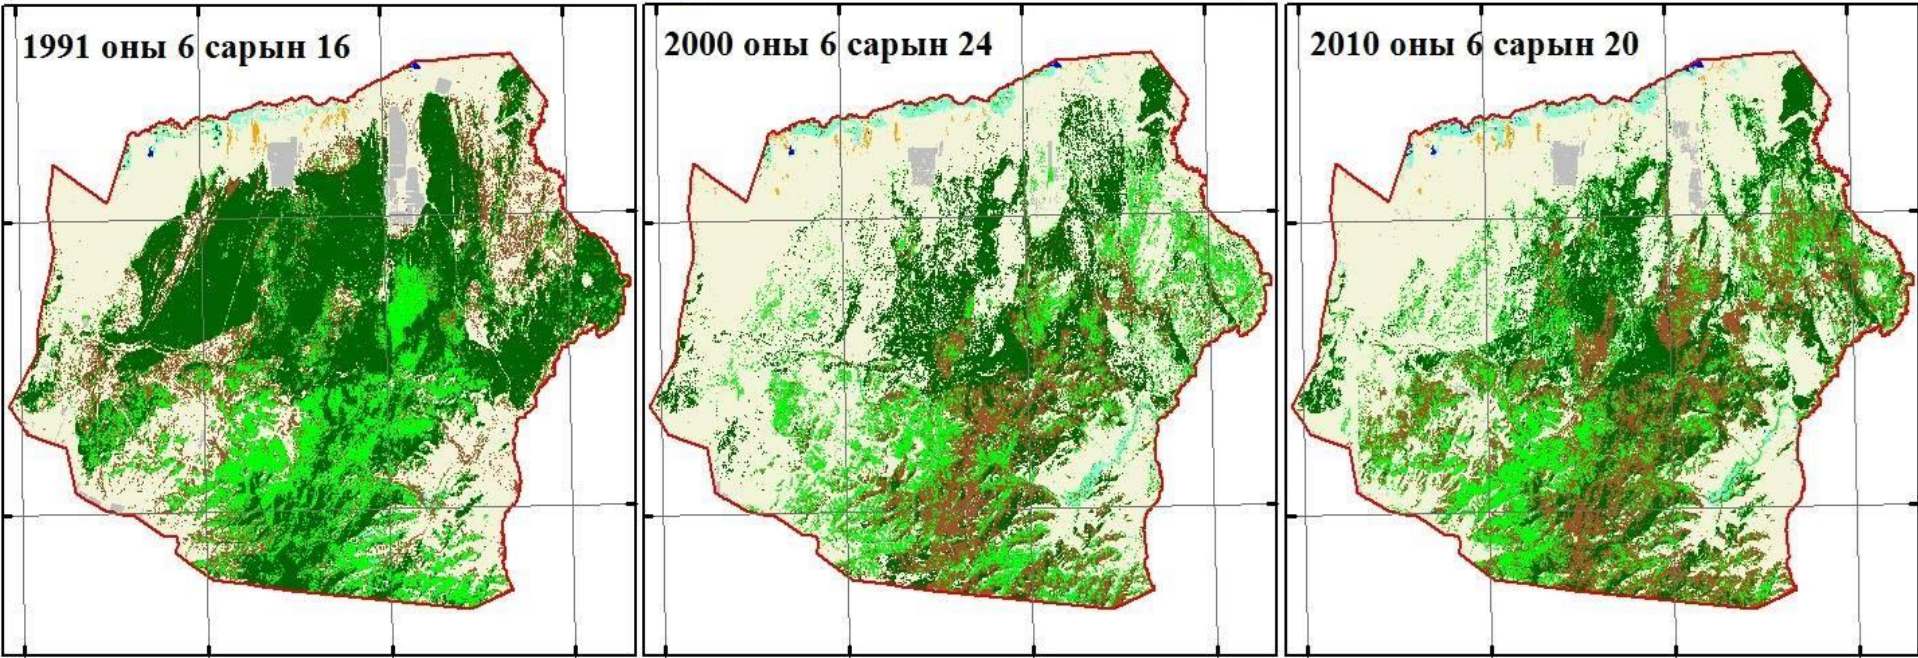 1991 оны 6 сарын 16
2000 оны 6 сарын 24
2010 оны 6 сарын 20